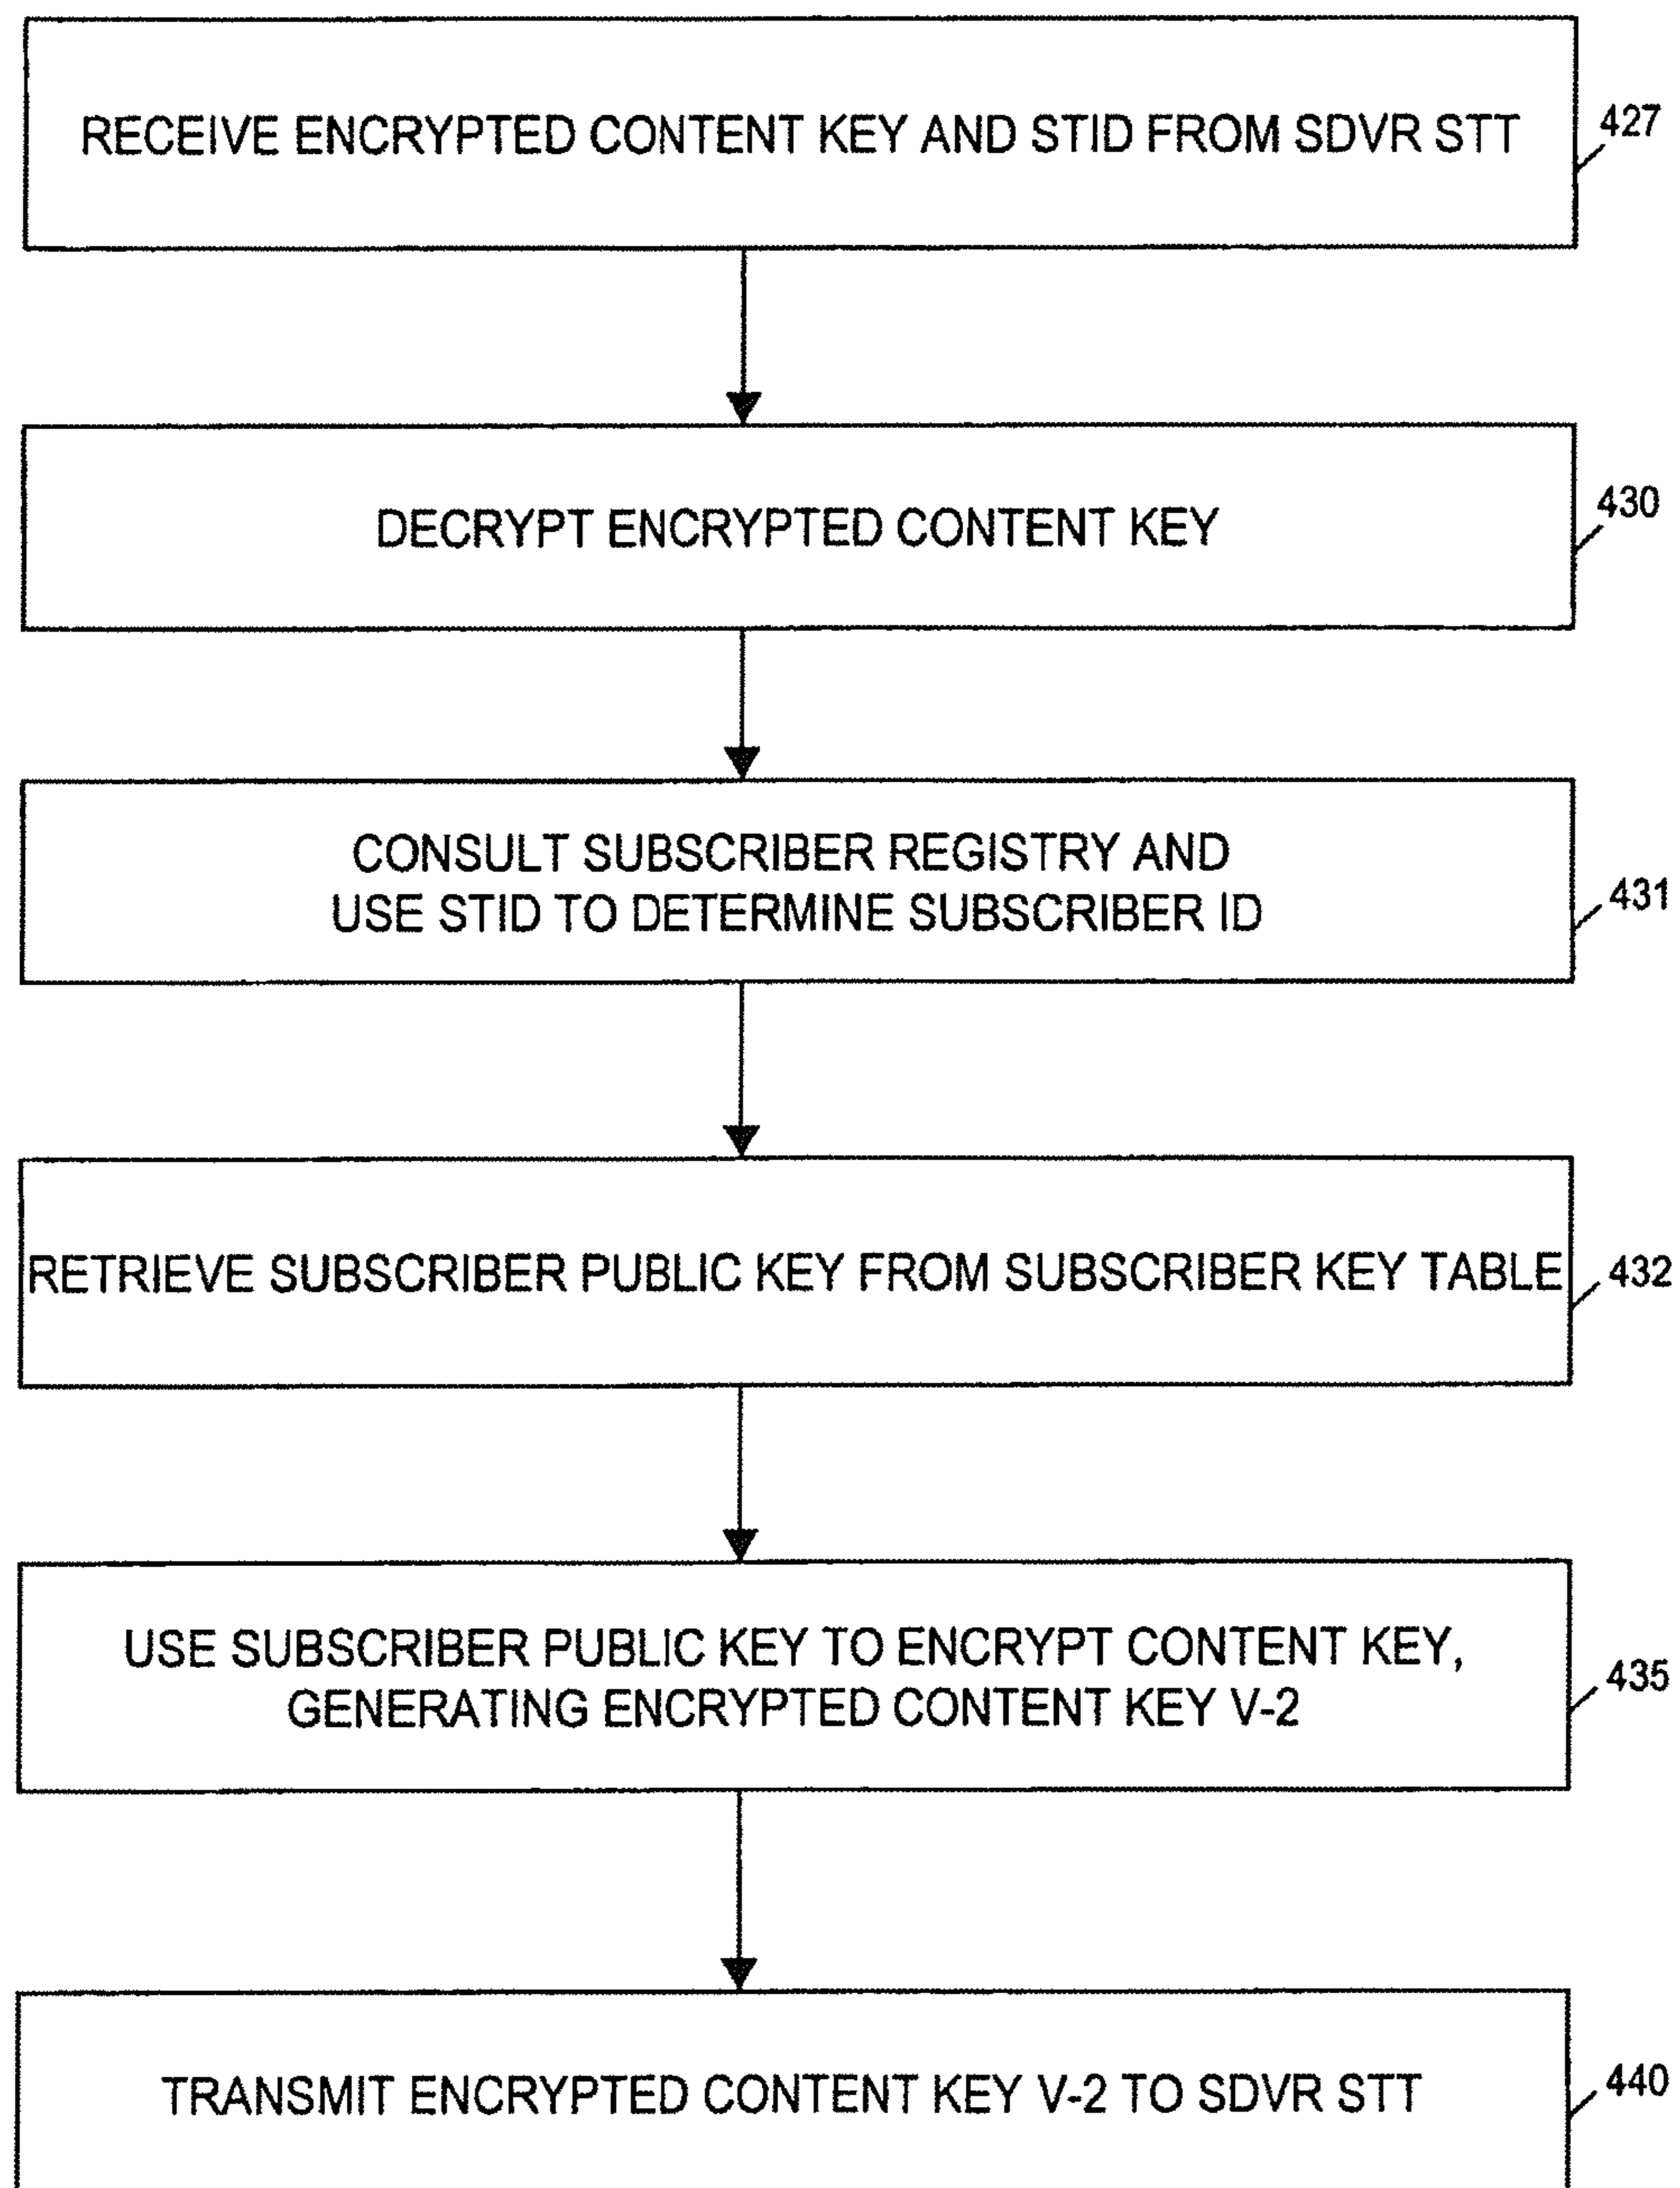 RECEIVE ENCRYPTED CONTENT KEY AND STID FROM SDVR STT
427
DECRYPT ENCRYPTED CONTENT KEY
430
CONSULT SUBSCRIBER REGISTRY AND
USE STID TO DETERMINE SUBSCRIBER ID
431
RETRIEVE SUBSCRIBER PUBLIC KEY FROM SUBSCRIBER KEY TABLE
432
USE SUBSCRIBER PUBLIC KEY TO ENCRYPT CONTENT KEY,
GENERATING ENCRYPTED CONTENT KEY V-2
435
TRANSMIT ENCRYPTED CONTENT KEY V-2 TO SDVR STT
440